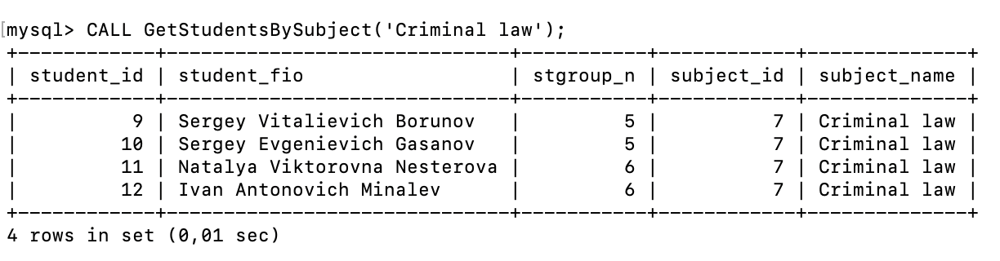 [mysql> CALL GetStudentsBySubject('Criminal law');
+------------+------------------------------+-----------+------------+--------------+
| student_id | student_fio                  | stgroup_n | subject_id | subject_name |
+------------+------------------------------+-----------+------------+--------------+
|          9 | Sergey Vitalievich Borunov   |         5 |          7 | Criminal law |
|         10 | Sergey Evgenievich Gasanov   |         5 |          7 | Criminal law |
|         11 | Natalya Viktorovna Nesterova |         6 |          7 | Criminal law |
|         12 | Ivan Antonovich Minalev      |         6 |          7 | Criminal law |
+------------+------------------------------+-----------+------------+--------------+
4 rows in set (0,01 sec)